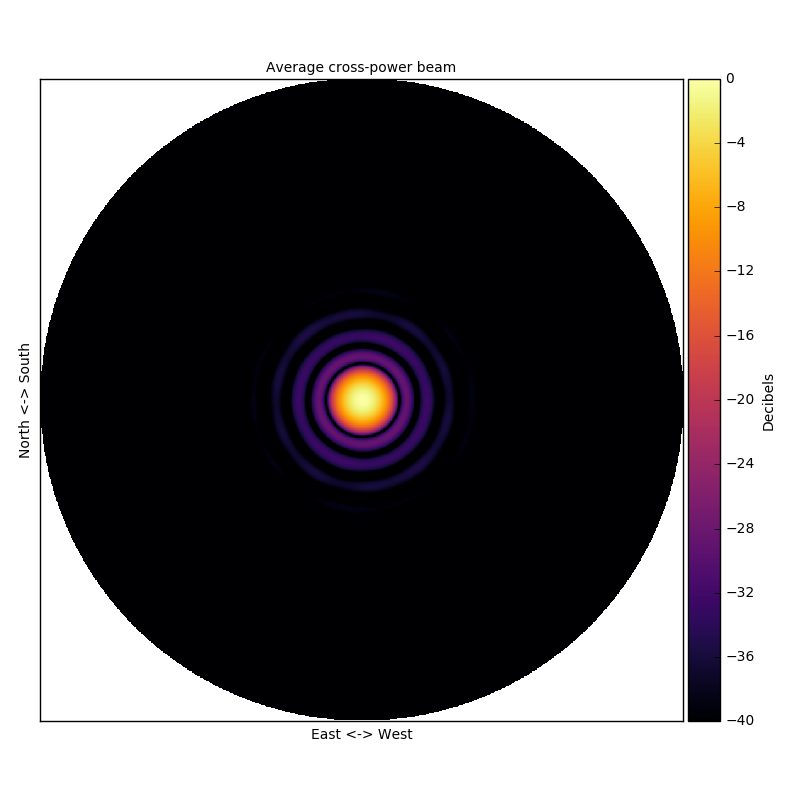 Average cross-power beam
North <-> South
East <-> West
0
−4
−8
−12
−16
−20
−24
−28
−32
−36
−40
Decibels